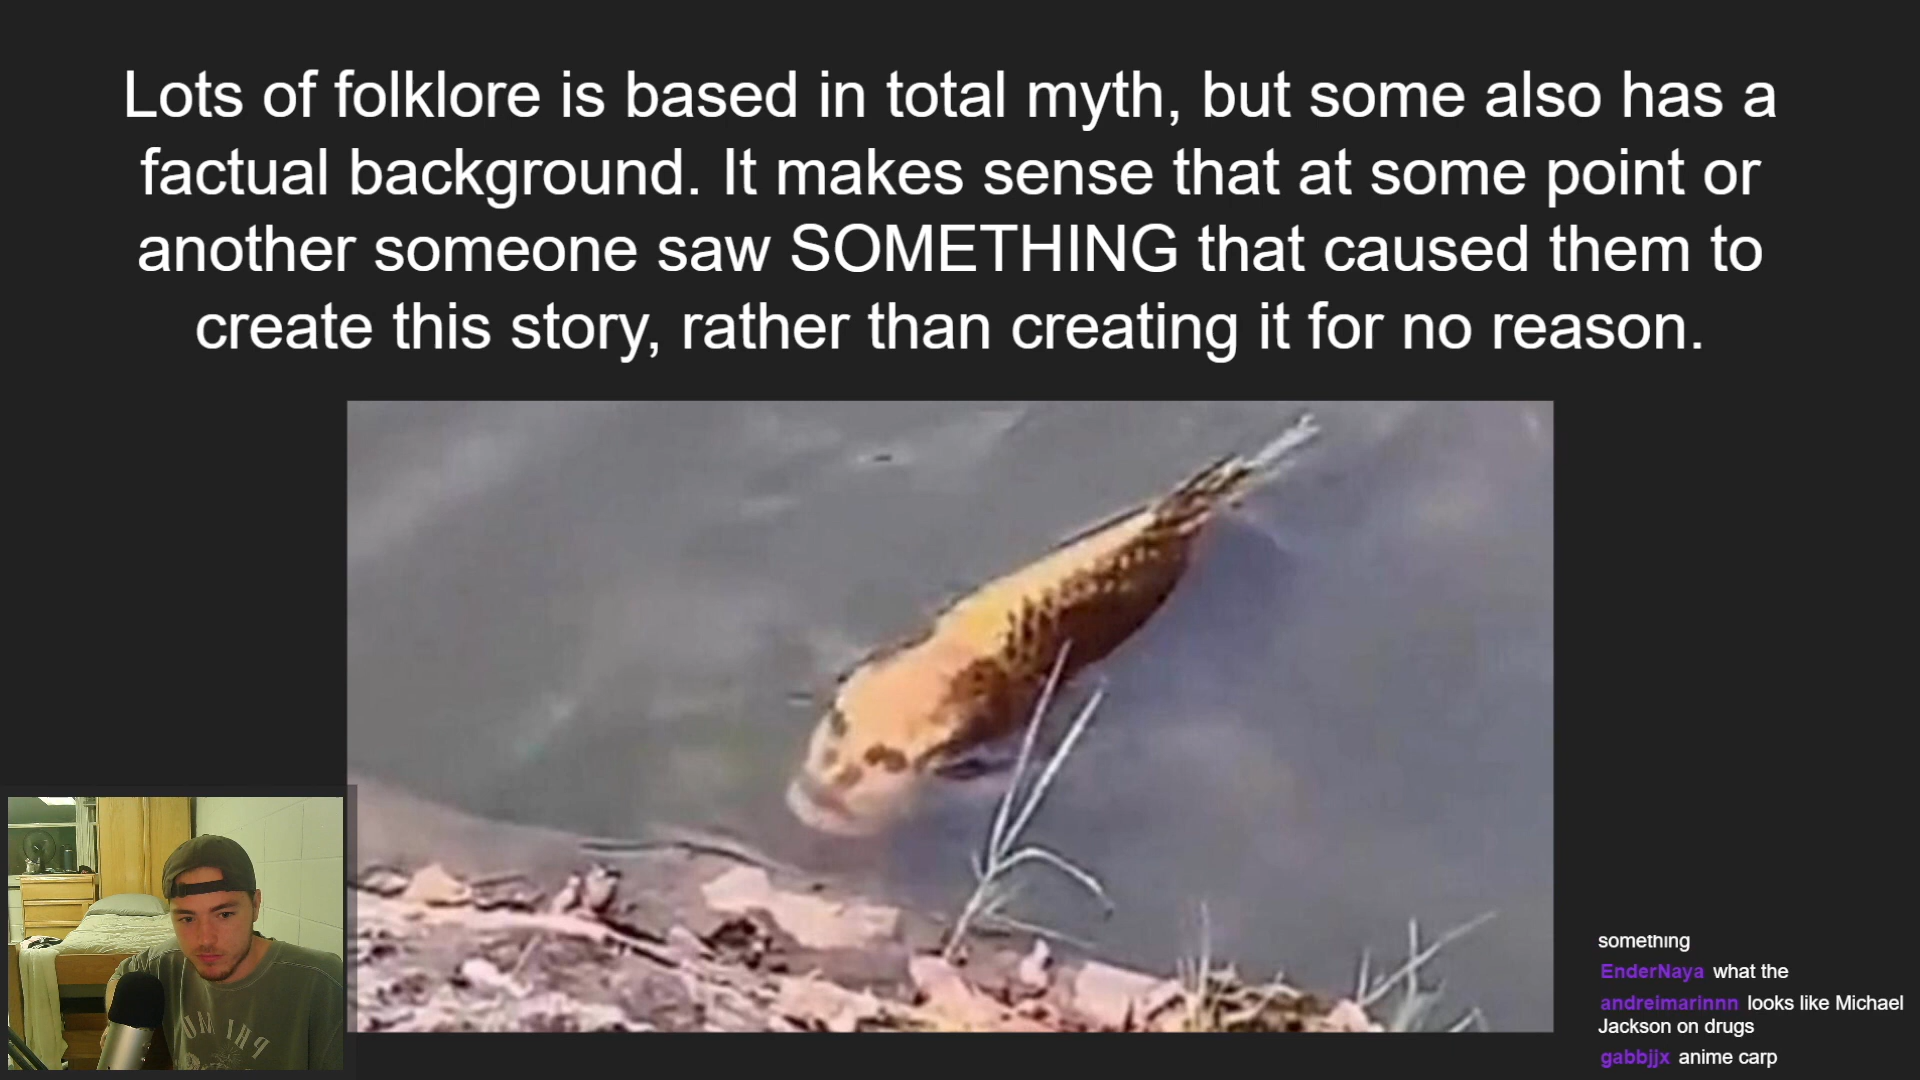 Lots of folklore is based in total myth, but some also has a
factual background. It makes sense that at some point or
another someone saw SOMETHING that caused them to
create this story, rather than creating it for no reason.
something
EnderNaya what the
andreimarinnn looks like Michael
Jackson on drugs
gabbjjx anime carp